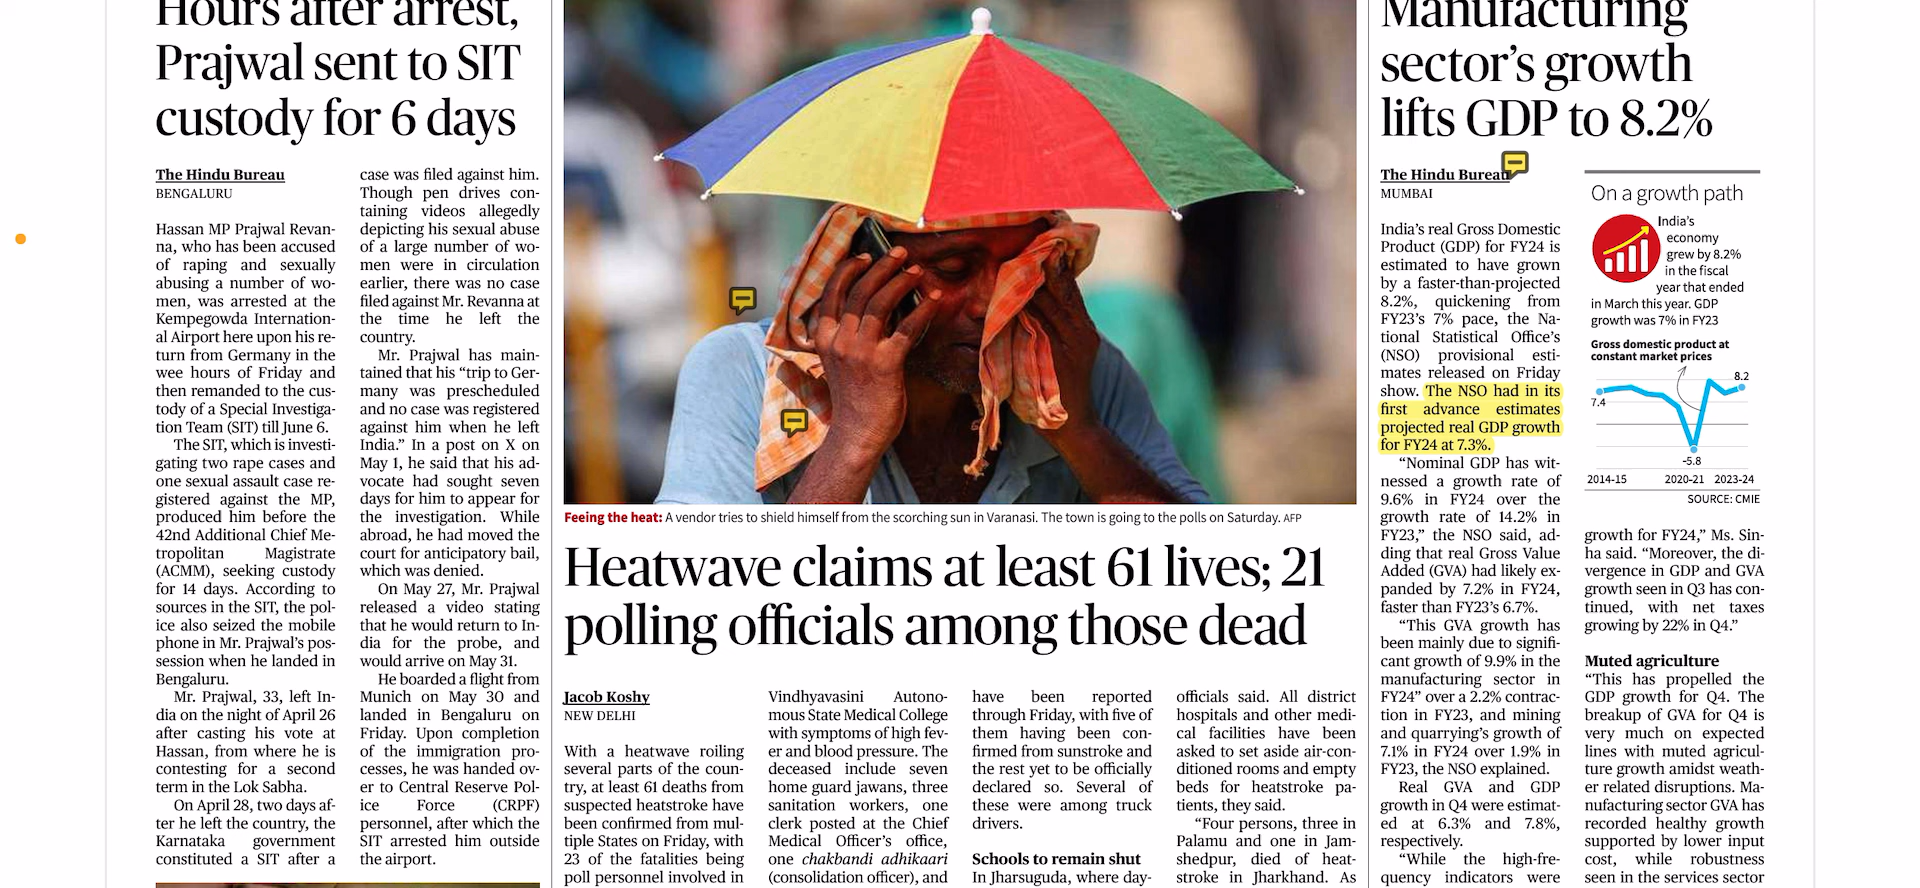 Hours after arrest,
Prajwal sent to SIT
custody for 6 days
The Hindu Bureau
BENGALURU
Hassan MP Prajwal Revan-
na, who has been accused
of raping and sexually
abusing a number of wo-
men, was arrested at the
Kempegowda Internation-
al Airport here upon his re-
turn from Germany in the
wee hours of Friday and
then remanded to the cus-
tody of a Special Investiga-
tion Team (SIT) till June 6.
The SIT, which is investi-
gating two rape cases and
one sexual assault case re-
gistered against the MP,
produced him before the
42nd Additional Chief Me-
tropolitan Magistrate
(ACMM), seeking custody
for 14 days. According to
sources in the SIT, the pol-
ice also seized the mobile
phone in Mr. Prajwal's pos-
session when he landed in
Bengaluru.
Mr. Prajwal, 33, left In-
dia on the night of April 26
after casting his vote at
Hassan, from where he is
contesting for a second
term in the Lok Sabha.
On April 28, two days af-
ter he left the country, the
Karnataka government
constituted a SIT after a
case was filed against him.
Though pen drives con-
taining videos allegedly
depicting his sexual abuse
of a large number of wo-
men were in circulation
earlier, there was no case
filed against Mr. Revanna at
the time he left the
country.
Mr. Prajwal has main-
tained that his “trip to Ger-
many was prescheduled
and no case was registered
against him when he left
India.” In a post on X on
May 1, he said that his ad-
vocate had sought seven
days for him to appear for
the investigation. While
abroad, he had moved the
court for anticipatory bail,
which was denied.
On May 27, Mr. Prajwal
released a video stating
that he would return to In-
dia for the probe, and
would arrive on May 31.
He boarded a flight from
Munich on May 30 and
landed in Bengaluru on
Friday. Upon completion
of the immigration pro-
cesses, he was handed ov-
er to Central Reserve Pol-
ice Force (CRPF)
personnel, after which the
SIT arrested him outside
the airport.
Feeing the heat: A vendor tries to shield himself from the scorching sun in Varanasi. The town is going to the polls on Saturday. AFP
Heatwave claims at least 61 lives; 21
polling officials among those dead
Jacob Koshy
NEW DELHI
With a heatwave roiling
several parts of the coun-
try, at least 61 deaths from
suspected heatstroke have
been confirmed from mul-
tiple States on Friday, with
23 of the fatalities being
poll personnel involved in
Vindhyavasini Autono-
mous State Medical College
with symptoms of high fev-
er and blood pressure. The
deceased include seven
home guard jawans, three
sanitation workers, one
clerk posted at the Chief
Medical Officer's office,
one chakbandi adhikaari
(consolidation officer), and
have been reported
through Friday, with five of
them having been con-
firmed from sunstroke and
the rest yet to be officially
declared so. Several of
these were among truck
drivers.
Schools to remain shut
In Jharsuguda, where day-
officials said. All district
hospitals and other medi-
cal facilities have been
asked to set aside air-con-
ditioned rooms and empty
beds for heatstroke pa-
tients, they said.
“Four persons, three in
Palamu and one in Jam-
shedpur, died of heat-
stroke in Jharkhand. As
Manufacturing
sector's growth
lifts GDP to 8.2%
The Hindu Bureau
MUMBAI
India's real Gross Domestic
Product (GDP) for FY24 is
estimated to have grown
by a faster-than-projected
8.2%, quickening from
FY23's 7% pace, the Na-
tional Statistical Office's
(NSO) provisional esti-
mates released on Friday
show. The NSO had in its
first advance estimates
projected real GDP growth
for FY24 at 7.3%.
“Nominal GDP has wit-
nessed a growth rate of
9.6% in FY24 over the
growth rate of 14.2% in
FY23,” the NSO said, ad-
ding that real Gross Value
Added (GVA) had likely ex-
panded by 7.2% in FY24,
faster than FY23's 6.7%.
“This GVA growth has
been mainly due to signifi-
cant growth of 9.9% in the
manufacturing sector in
FY24” over a 2.2% contrac-
tion in FY23, and mining
and quarrying's growth of
7.1% in FY24 over 1.9% in
FY23, the NSO explained.
Real GVA and GDP
growth in Q4 were estimat-
ed at 6.3% and 7.8%,
respectively.
“While the high-fre-
quency indicators were
On a growth path
India's
economy
grew by 8.2%
in the fiscal
year that ended
in March this year. GDP
growth was 7% in FY23
Gross domestic product at
constant market prices
8.2
7.4
-5.8
2014-15 2020-21 2023-24
SOURCE: CMIE
growth for FY24,” Ms. Sin-
ha said. “Moreover, the di-
vergence in GDP and GVA
growth seen in Q3 has con-
tinued, with net taxes
growing by 22% in Q4.”
Muted agriculture
“This has propelled the
GDP growth for Q4. The
breakup of GVA for Q4 is
very much on expected
lines with muted agricul-
ture growth amidst weath-
er related disruptions. Ma-
nufacturing sector GVA has
recorded healthy growth
supported by lower input
cost, while robustness
seen in the services sector